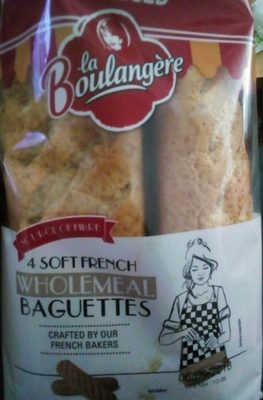 la
Boulangère
4 SOFT FRENCH
WHOLEMEAL
BAGUETTES
CRAFTED BY OUR
FRENCH BAKERS